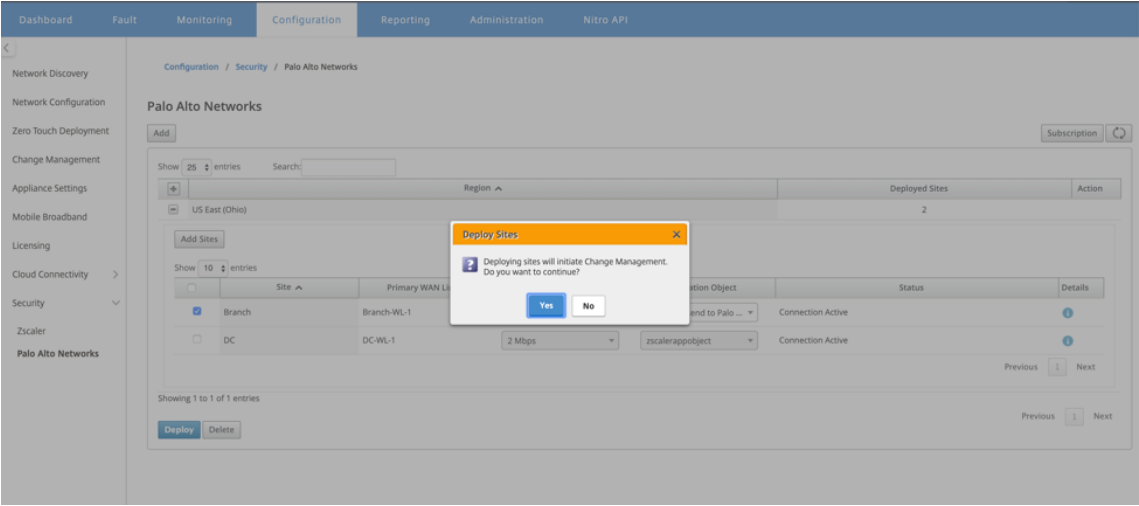 Dashboard Fault Monitoring Configuration Reporting Administration Nitro API
Network Discovery
Network Configuration
Zero Touch Deployment
Change Management
Appliance Settings
Mobile Broadband
Licensing
Cloud Connectivity
Security
Zscaler
Palo Alto Networks
Configuration / Security / Palo Alto Networks
Palo Alto Networks
Add Subscription
Show 25 entries Search:
Region Deployed Sites Action
US East (Ohio) 2
Add Sites
Show 10 entries
Site Primary WAN Li ation Object Status Details
Branch Branch-WL-1 end to Palo ... Connection Active
DC DC-WL-1 2 Mbps zscalerappobject Connection Active
Previous 1 Next
Showing 1 to 1 of 1 entries
Previous 1 Next
Deploy Delete
Deploy Sites
Deploying sites will initiate Change Management.
Do you want to continue?
Yes No